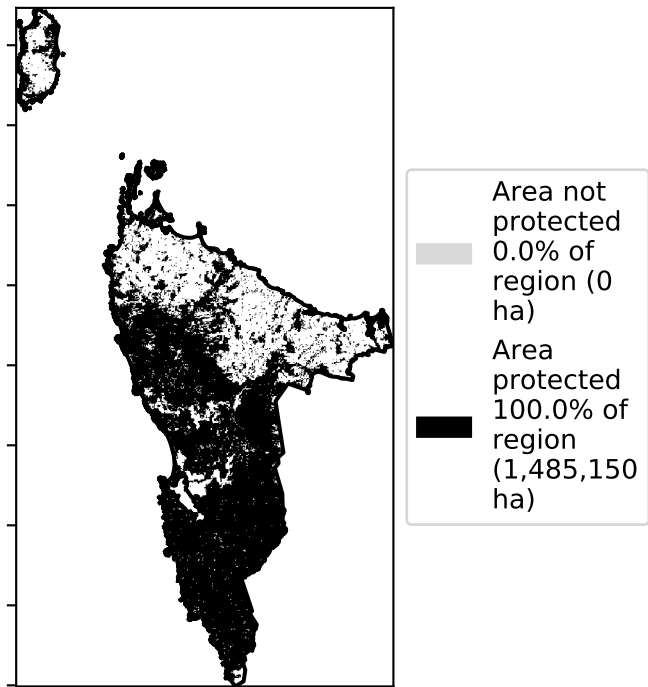 Area not
protected
0.0% of
region (0
ha)
Area
protected
100.0% of
region
(1,485,150
ha)